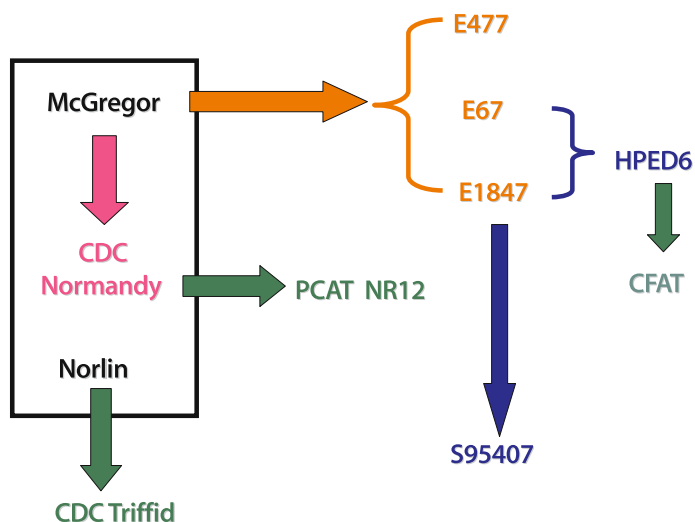 E477
McGregor
E67
HPED6
E1847
CDC
Normandy
PCAT NR12
CFAT
Norlin
S95407
CDC Triffid